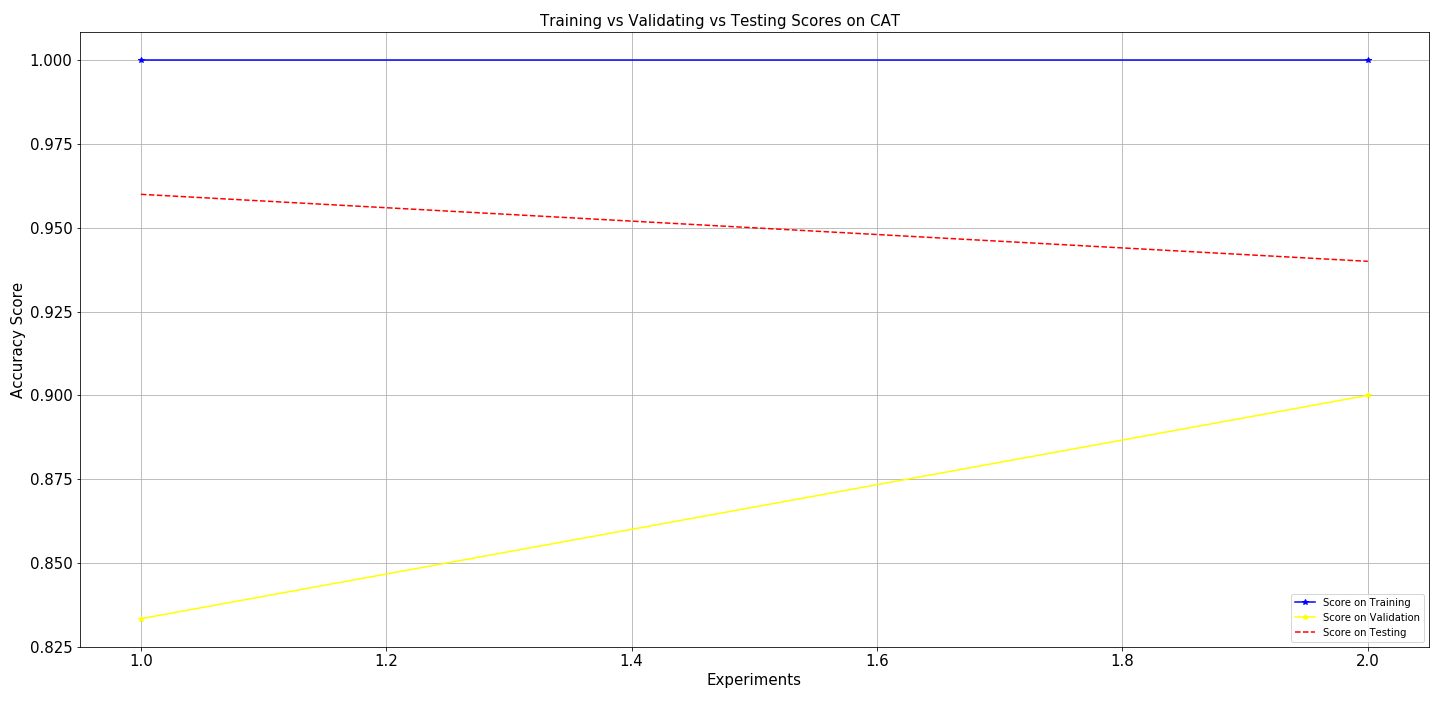 Training vs Validating vs Testing Scores on CAT
1.000
0.975
0.950
0.925
0.900
0.875
0.850
0.825
Accuracy Score
1.0 1.2 1.4 1.6 1.8 2.0
Experiments
Score on Training
Score on Validation
Score on Testing